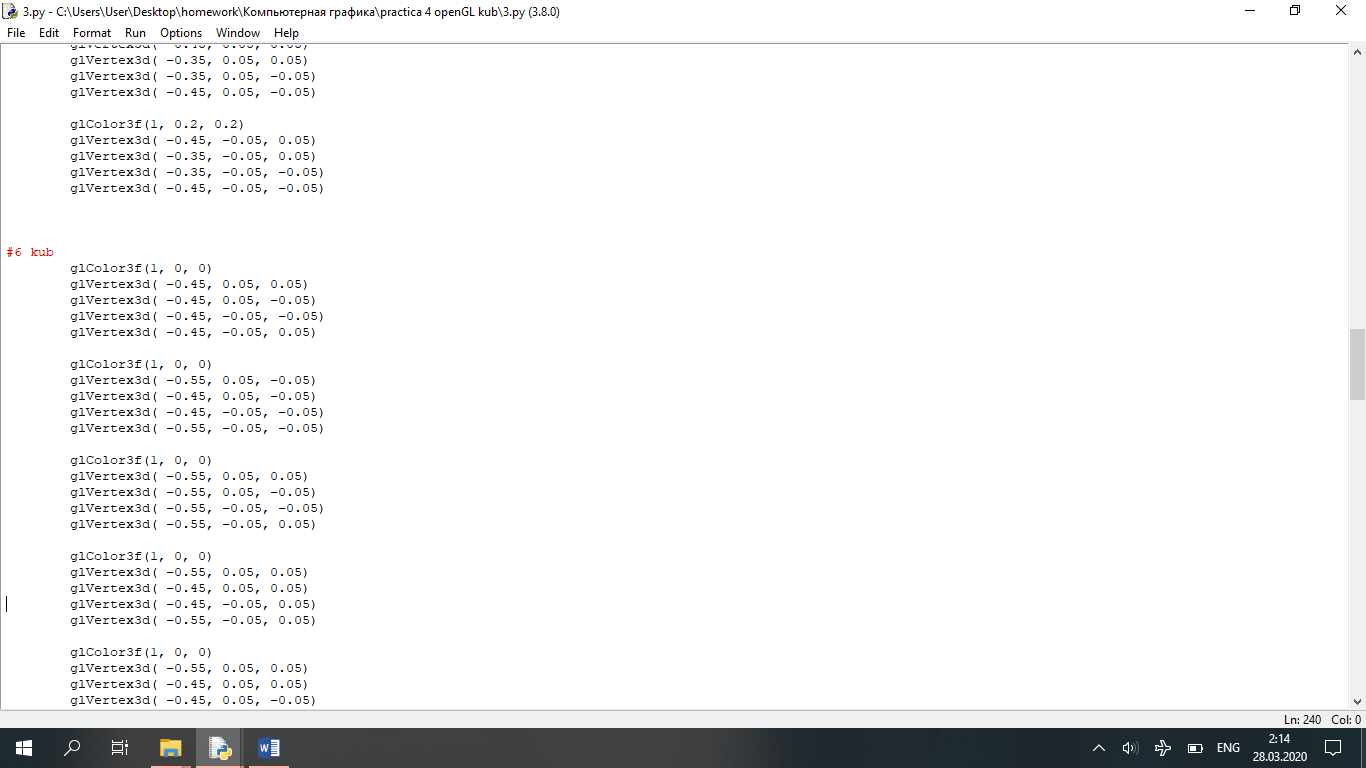 3.py - C:\Users\User\Desktop\homework\Компьютерная графика\practica 4 openGL kub\3.py (3.8.0)
File Edit Format Run Options Window Help
glVertex3d( -0.45, 0.05, 0.05)
glVertex3d( -0.35, 0.05, 0.05)
glVertex3d( -0.35, 0.05, -0.05)
glVertex3d( -0.45, 0.05, -0.05)
glColor3f(1, 0.2, 0.2)
glVertex3d( -0.45, -0.05, 0.05)
glVertex3d( -0.35, -0.05, 0.05)
glVertex3d( -0.35, -0.05, -0.05)
glVertex3d( -0.45, -0.05, -0.05)
#6 kub
glColor3f(1, 0, 0)
glVertex3d( -0.45, 0.05, 0.05)
glVertex3d( -0.45, 0.05, -0.05)
glVertex3d( -0.45, -0.05, -0.05)
glVertex3d( -0.45, -0.05, 0.05)
glColor3f(1, 0, 0)
glVertex3d( -0.55, 0.05, -0.05)
glVertex3d( -0.45, 0.05, -0.05)
glVertex3d( -0.45, -0.05, -0.05)
glVertex3d( -0.55, -0.05, -0.05)
glColor3f(1, 0, 0)
glVertex3d( -0.55, 0.05, 0.05)
glVertex3d( -0.55, 0.05, -0.05)
glVertex3d( -0.55, -0.05, -0.05)
glVertex3d( -0.55, -0.05, 0.05)
glColor3f(1, 0, 0)
glVertex3d( -0.55, 0.05, 0.05)
glVertex3d( -0.45, 0.05, 0.05)
glVertex3d( -0.45, -0.05, 0.05)
glVertex3d( -0.55, -0.05, 0.05)
glColor3f(1, 0, 0)
glVertex3d( -0.55, 0.05, 0.05)
glVertex3d( -0.45, 0.05, 0.05)
glVertex3d( -0.45, 0.05, -0.05)
Ln: 240 Col: 0
ENG
2:14
28.03.2020